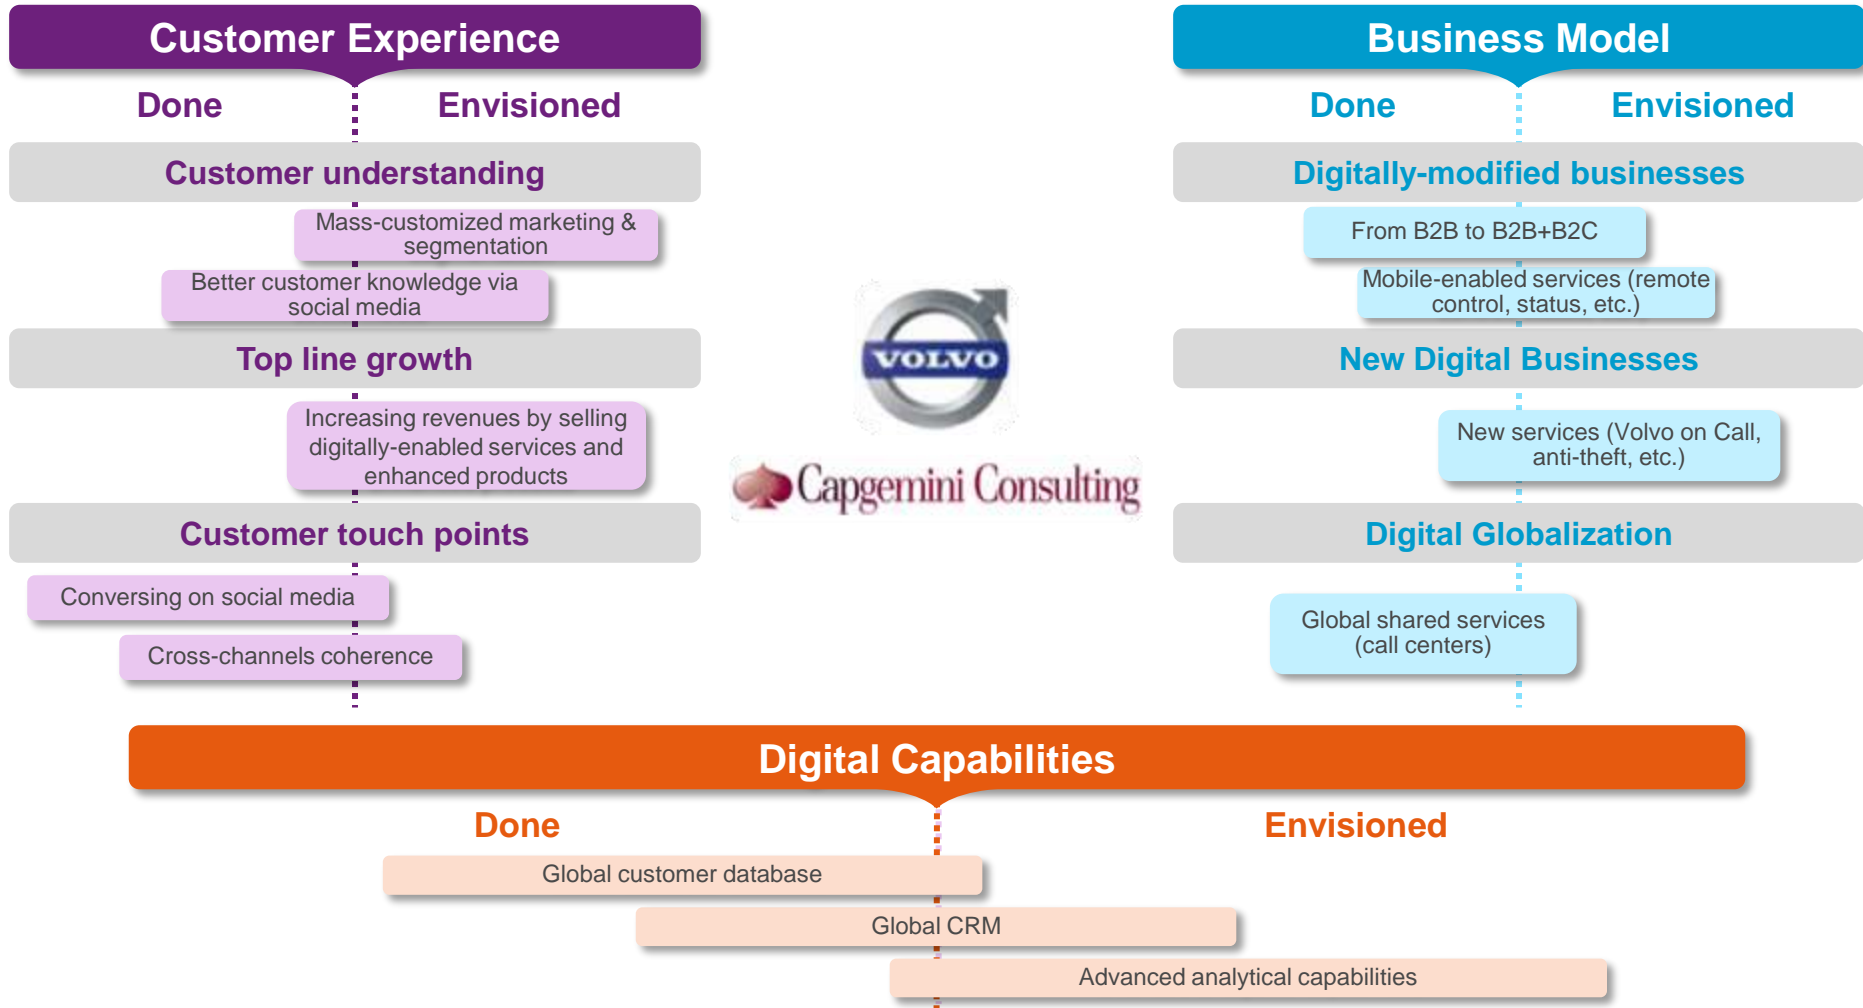 Customer Experience
Done
Envisioned
Customer understanding
Mass-customized marketing &
segmentation
Better customer knowledge via
social media
Top line growth
Increasing revenues by selling
digitally-enabled services and
enhanced products
Customer touch points
Conversing on social media
Cross-channels coherence
VOLVO
Capgemini Consulting
Business Model
Done
Envisioned
Digitally-modified businesses
From B2B to B2B+B2C
Mobile-enabled services (remote
control, status, etc.)
New Digital Businesses
New services (Volvo on Call,
anti-theft, etc.)
Digital Globalization
Global shared services
(call centers)
Digital Capabilities
Done
Envisioned
Global customer database
Global CRM
Advanced analytical capabilities